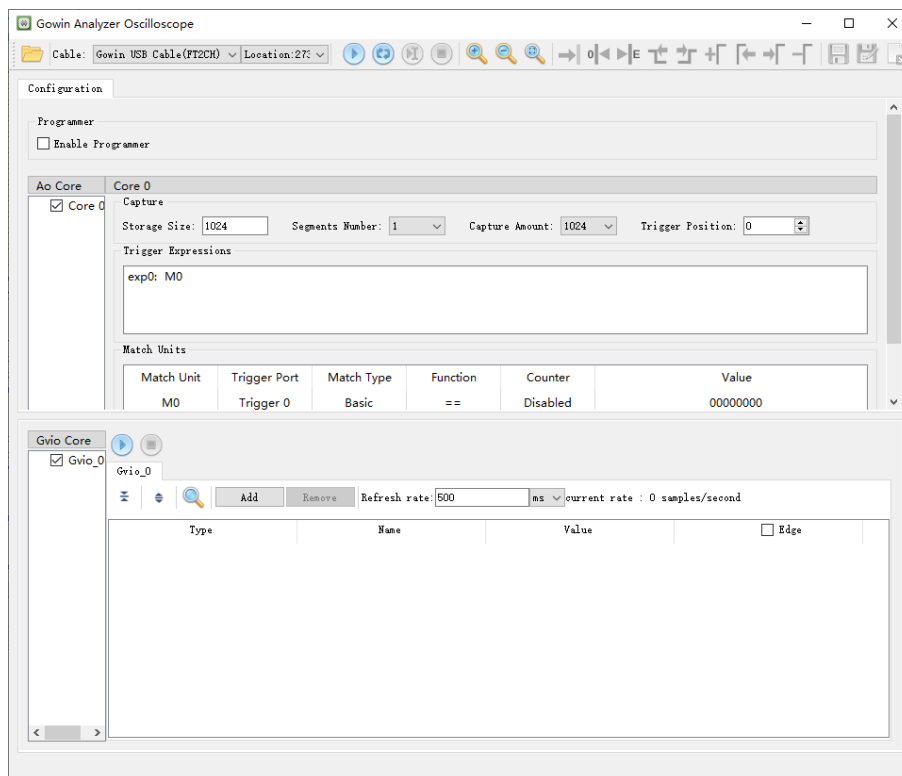 Gowin Analyzer Oscilloscope
Cable: Gowin USB Cable(FT2CH) Location:27
Configuration
Programmer
Enable Programmer
Ao Core Core 0
Core 0
Capture
Storage Size: 1024 Segments Number: 1 Capture Amount: 1024 Trigger Position: 0
Trigger Expressions
exp0: M0
Match Units
Match Unit Trigger Port Match Type Function Counter Value
M0 Trigger 0 Basic == Disabled 00000000
Gvio Core
Gvio_0
Gvio_0
Add Remove Refresh rate: 500 ms current rate : 0 samples/second
Type Name Value Edge